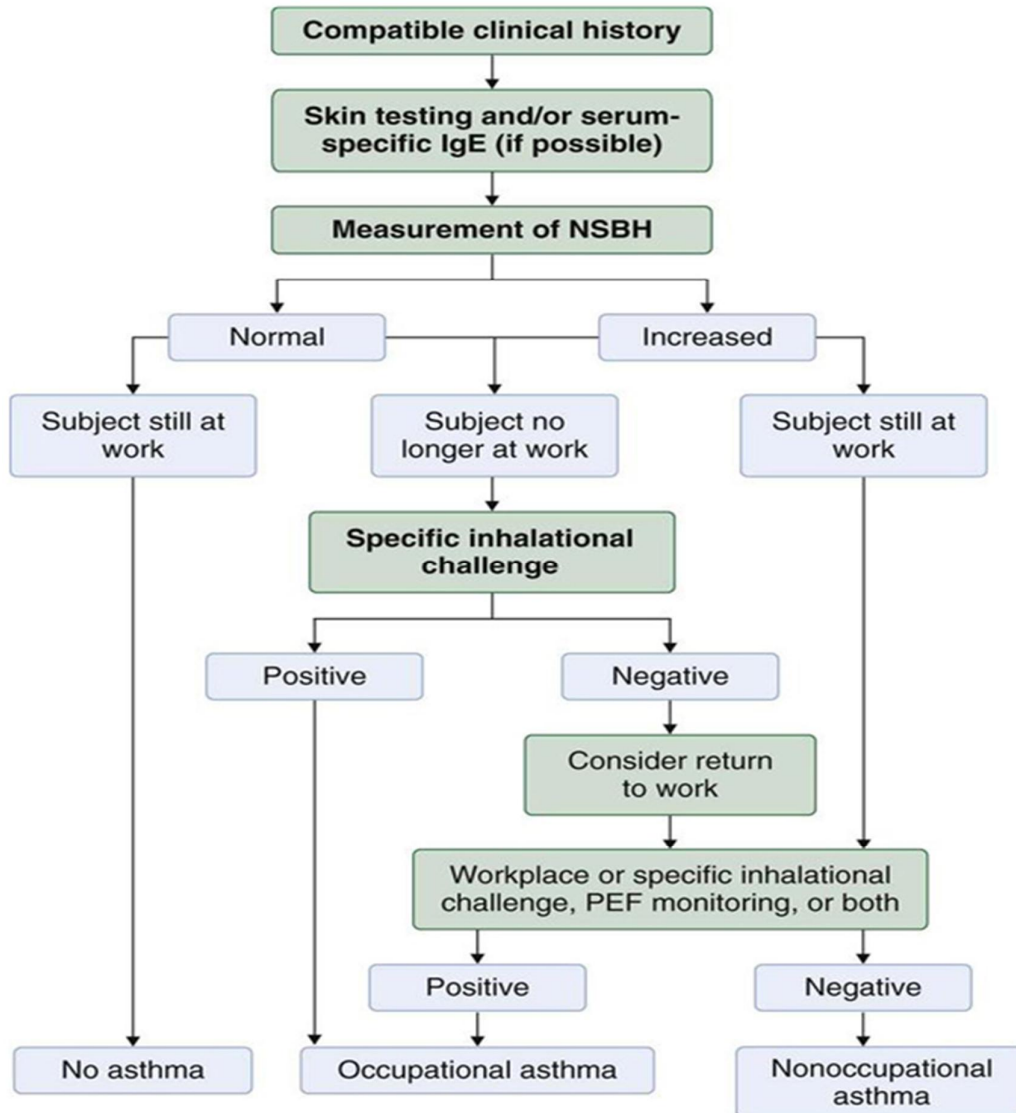 Compatible clinical history
Skin testing and/or serum-
specific IgE (if possible)
Measurement of NSBH
Normal
Increased
Subject still at
work
Subject no
longer at work
Subject still at
work
Specific inhalational
challenge
Positive
Negative
Consider return
to work
Workplace or specific inhalational
challenge, PEF monitoring, or both
Positive
Negative
No asthma
Occupational asthma
Nonoccupational
asthma